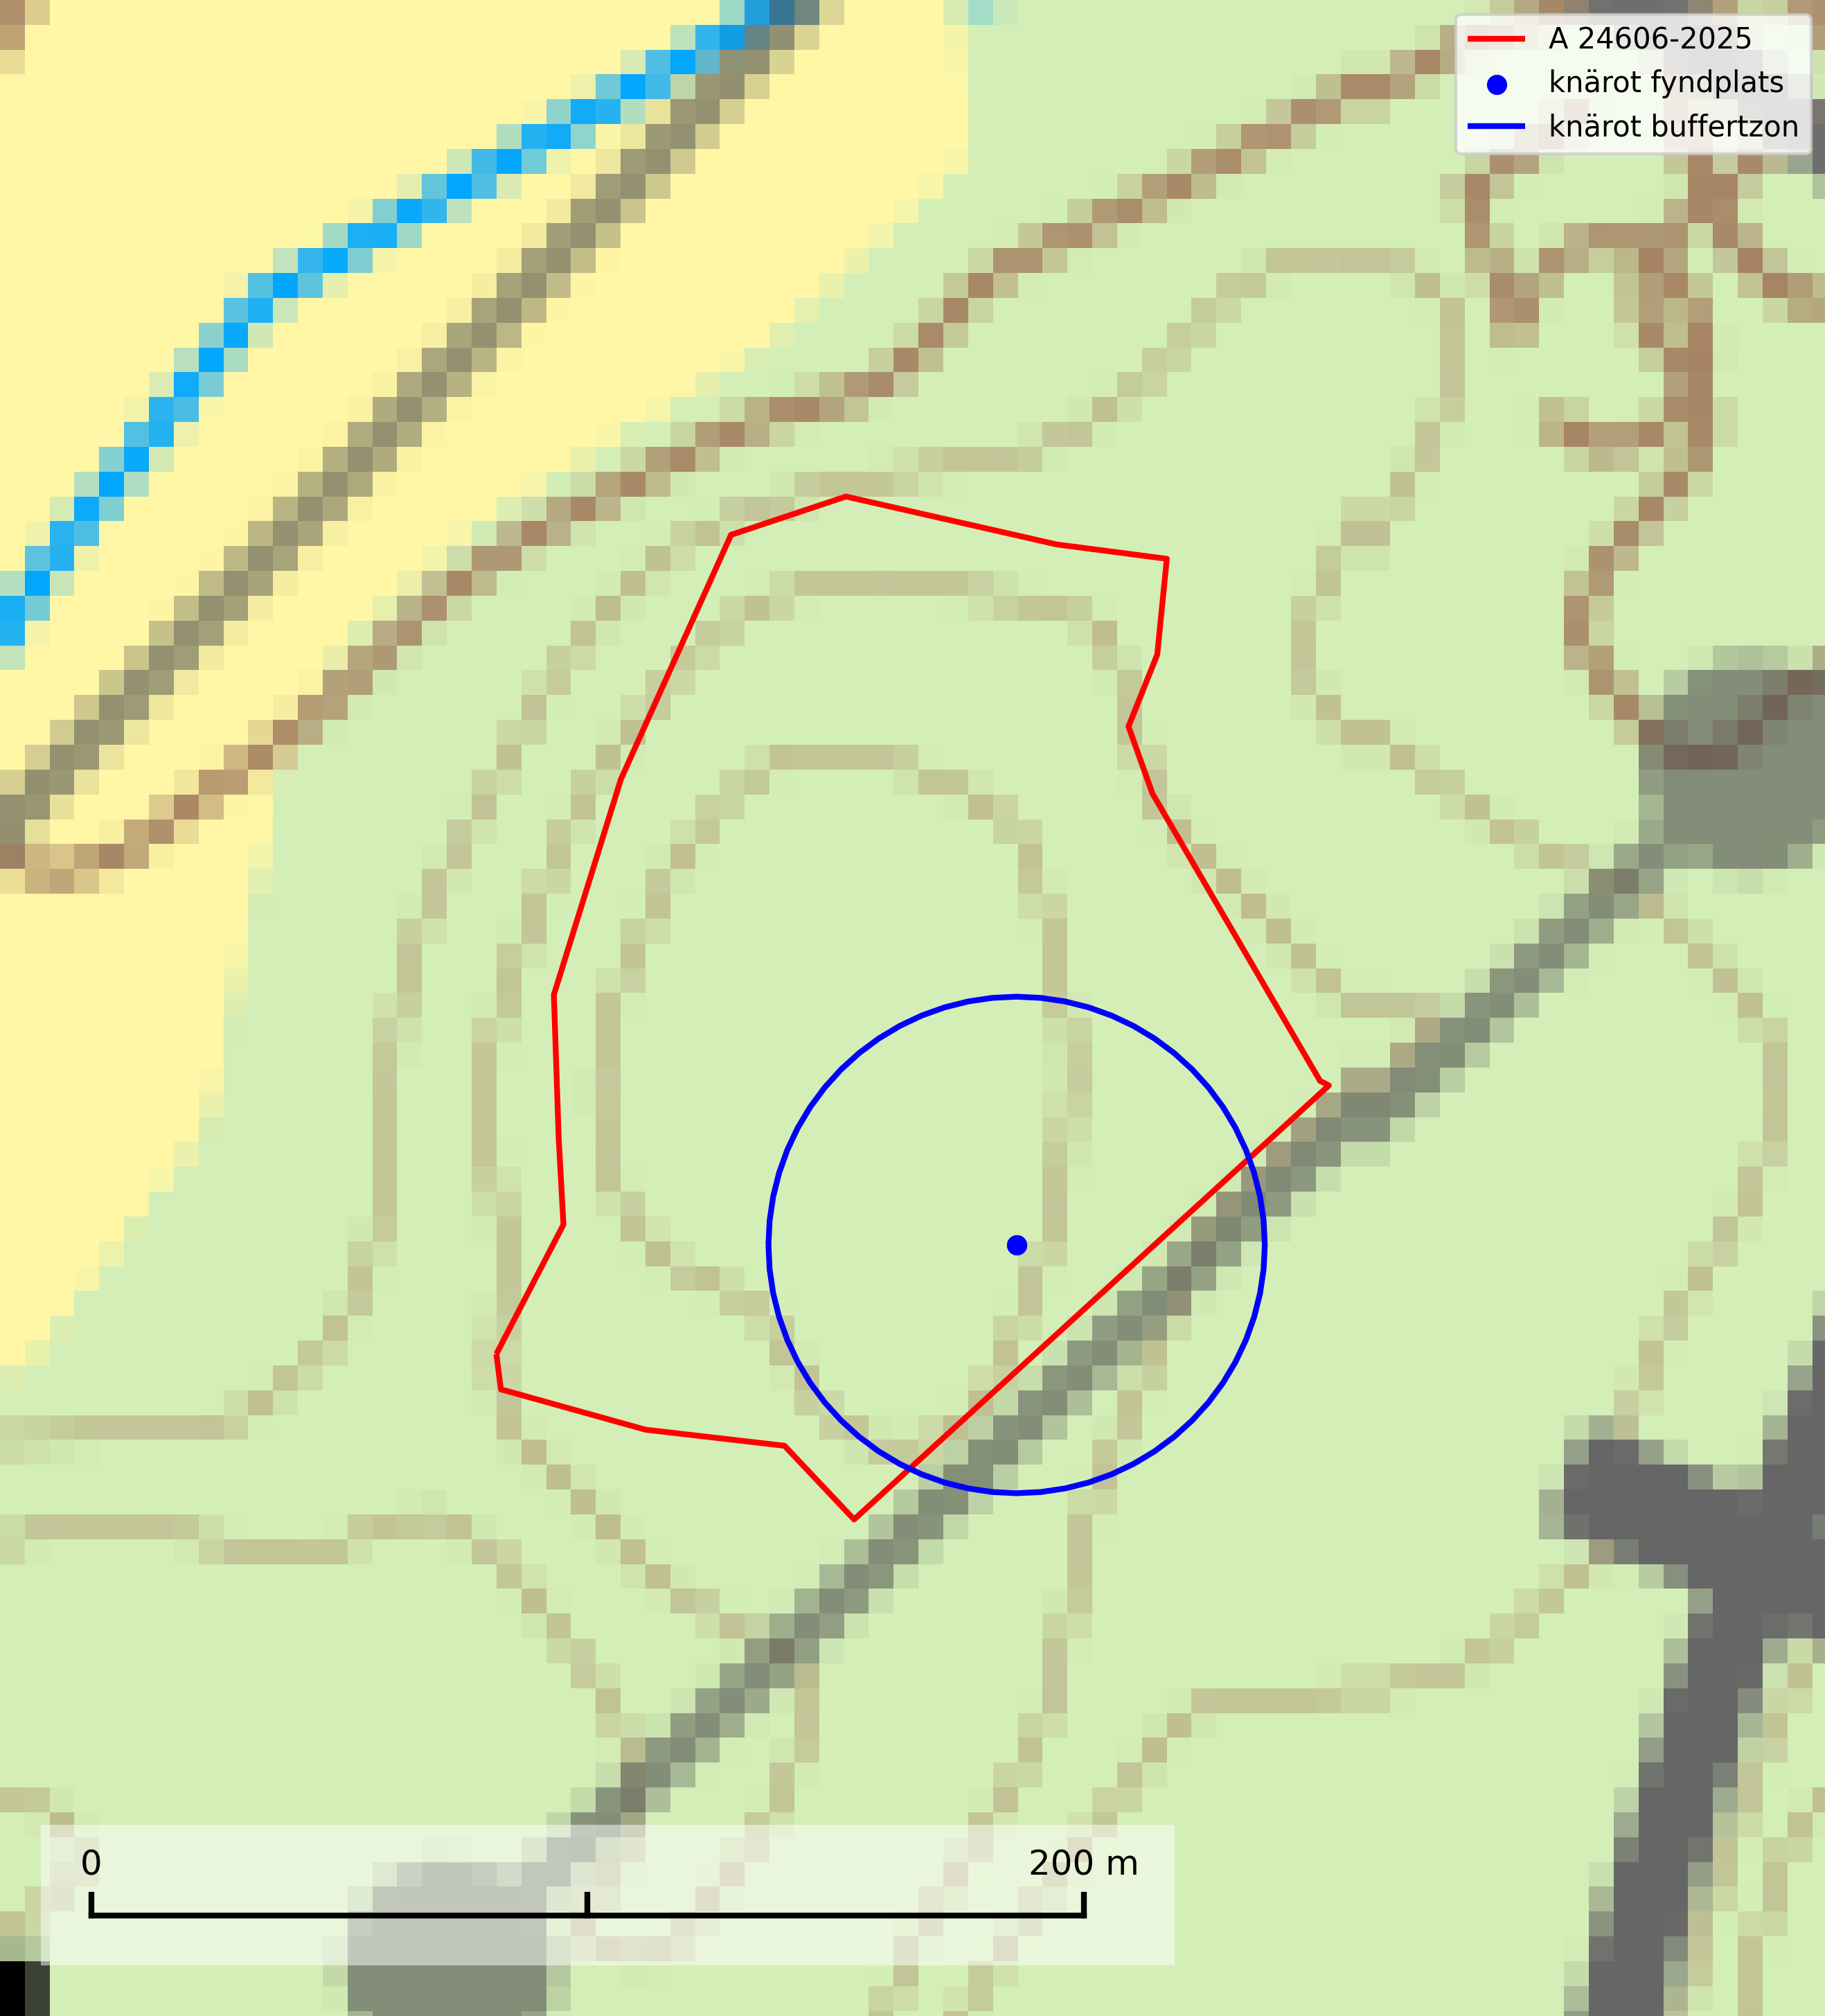 A 24606-2025
knärot fyndplats
knärot buffertzon
0 200 m